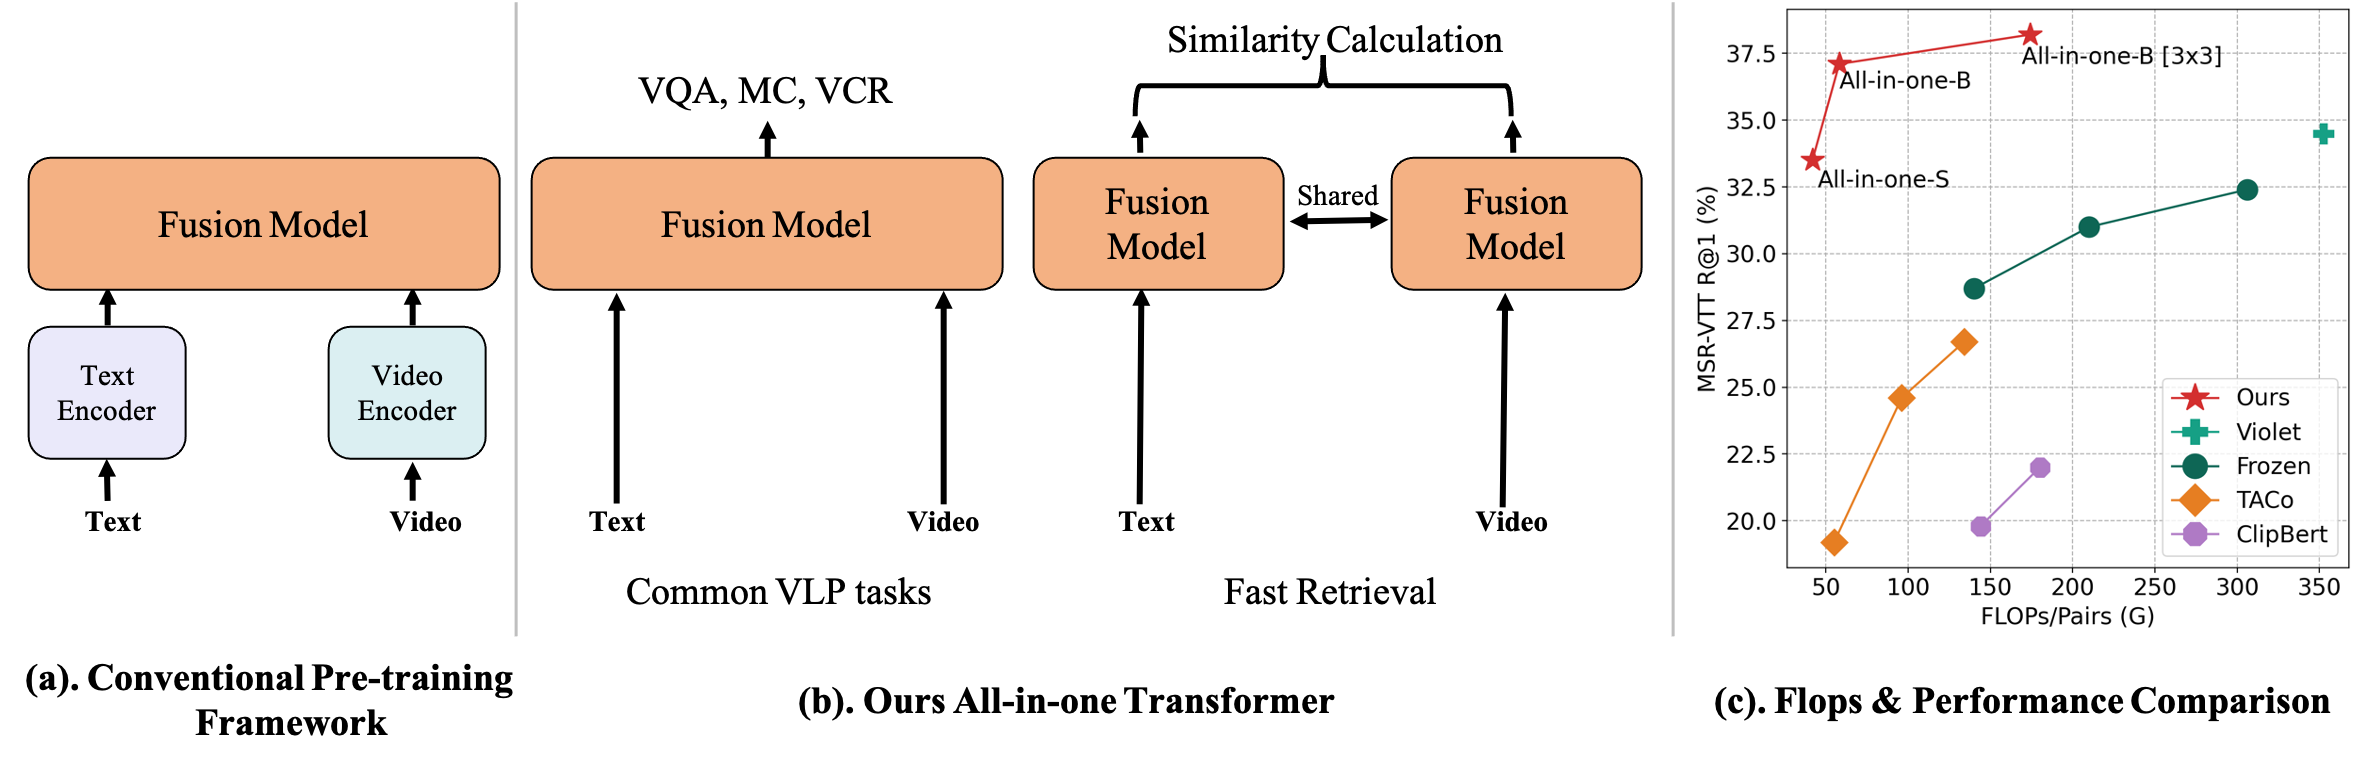 Fusion Model
Text
Encoder
Video
Encoder
Text
Video
(a). Conventional Pre-training
Framework
VQA, MC, VCR
Fusion Model
Text
Video
Common VLP tasks
Similarity Calculation
Fusion
Model
Shared
Fusion
Model
Text
Video
Fast Retrieval
(b). Ours All-in-one Transformer
MSR-VTT R@1 (%)
37.5
35.0
32.5
30.0
27.5
25.0
22.5
20.0
All-in-one-B [3x3]
All-in-one-B
All-in-one-S
Ours
Violet
Frozen
TACo
ClipBert
50 100 150 200 250 300 350
FLOPs/Pairs (G)
(c). Flops & Performance Comparison